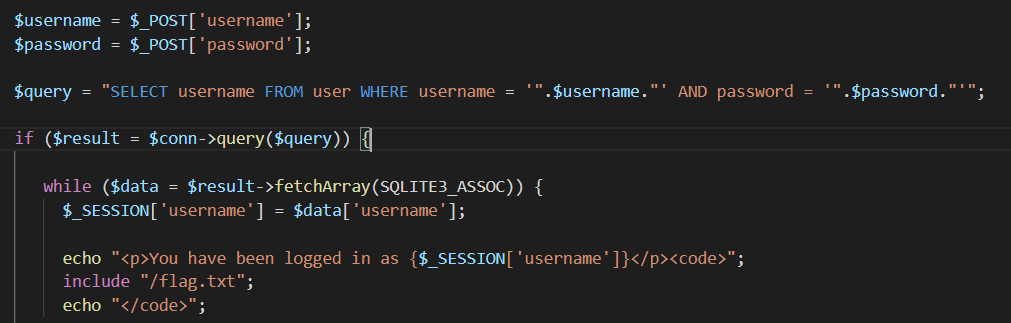 $username = $_POST['username'];
$password = $_POST['password'];
$query = "SELECT username FROM user WHERE username = '".$username."' AND password = '".$password."'";
if ($result = $conn->query($query)) {
while ($data = $result->fetchArray(SQLITE3_ASSOC)) {
$_SESSION['username'] = $data['username'];
echo "<p>You have been logged in as {$_SESSION['username']}</p><code>";
include "/flag.txt";
echo "</code>";